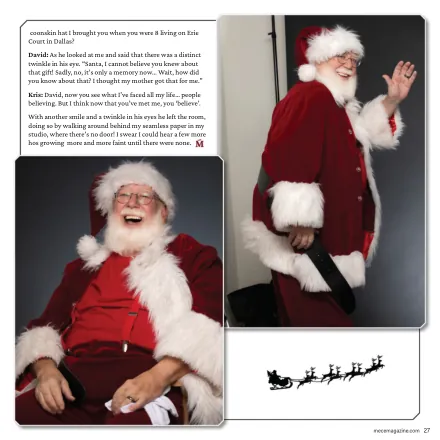 coonskin hat I brought you when you were 8 living on Erie
Court in Dallas?
David: As he looked at me and said that there was a distinct
twinkle in his eye. "Santa, I cannot believe you knew about
that gift! Sadly, no, it's only a memory now... Wait, how did
you know about that? I thought my mother got that for me."
Kris: David, now you see what I've faced all my life... people
believing. But I think now that you've met me, you 'believe'.
With another smile and a twinkle in his eyes he left the room,
doing so by walking around behind my seamless paper in my
studio, where there's no door! I swear I could hear a few more
hos growing more and more faint until there were none. M
mecemagazine.com 27